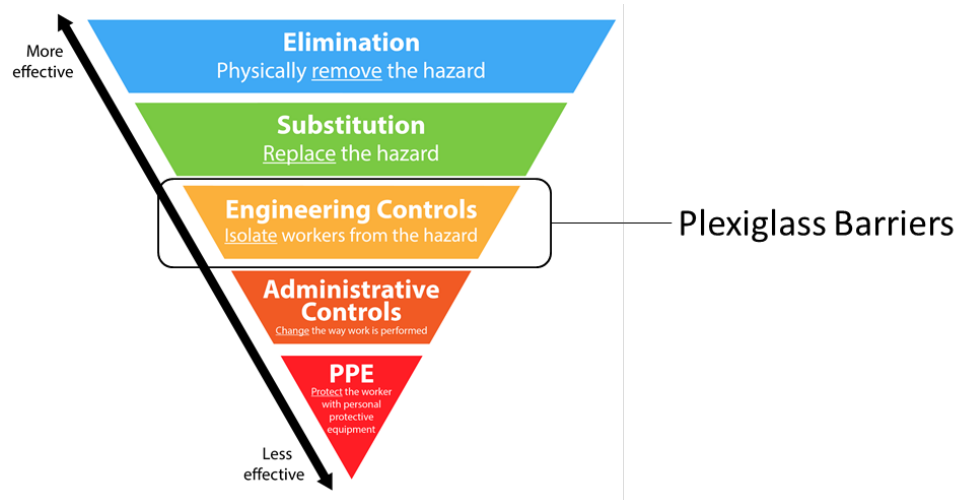 More
effective
Elimination
Physically remove the hazard
Substitution
Replace the hazard
Engineering Controls
Isolate workers from the hazard
Plexiglass Barriers
Administrative
Controls
Change the way work is performed
PPE
Protect the worker
with personal
protective
equipment
Less
effective